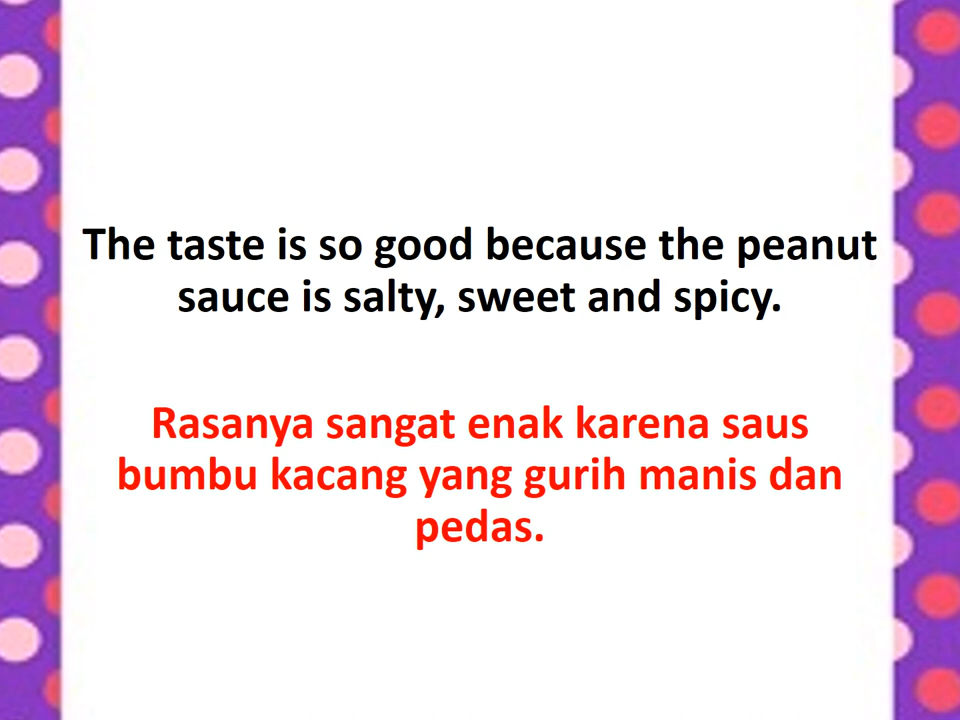 The taste is so good because the peanut
sauce is salty, sweet and spicy.
Rasanya sangat enak karena saus
bumbu kacang yang gurih manis dan
pedas.